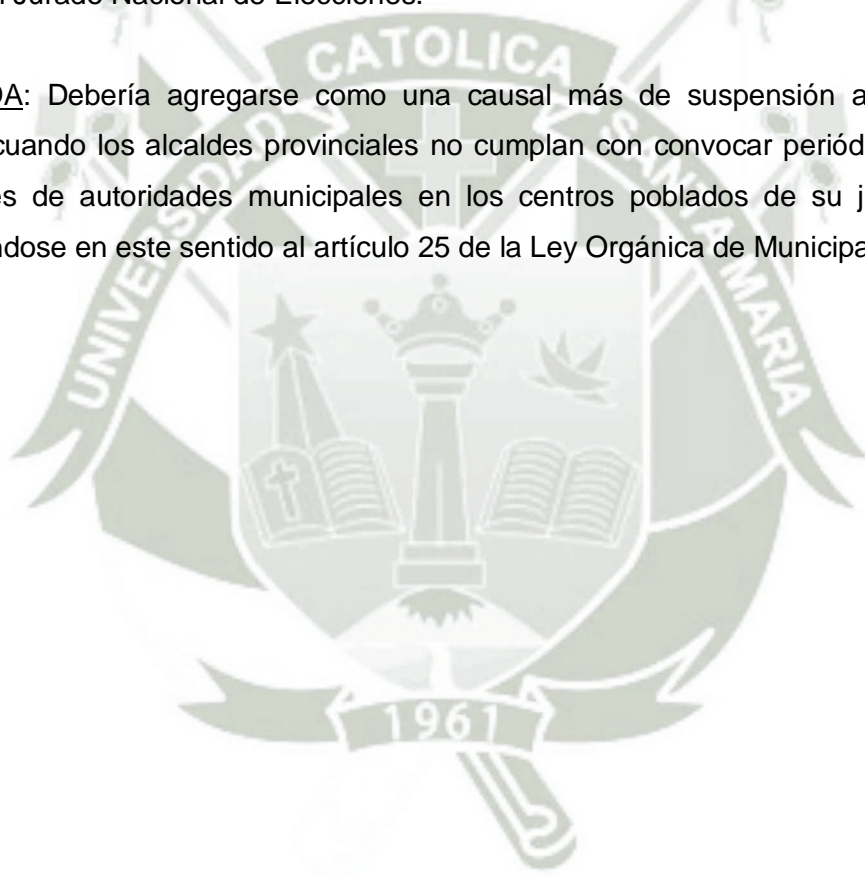 Jurado Nacional de Elecciones.
DA: Debería agregarse como una causal más de suspensión a
cuando los alcaldes provinciales no cumplan con convocar periód
es de autoridades municipales en los centros poblados de su j
ndose en este sentido al artículo 25 de la Ley Orgánica de Municipa
UNIVERSIDAD CATOLICA SANTA MARIA
1961